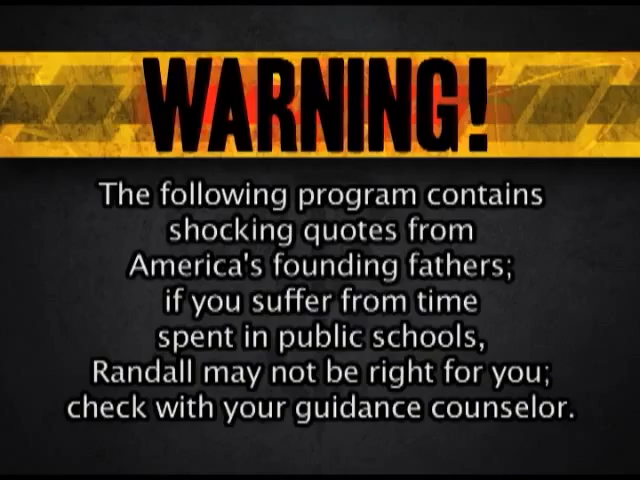 WARNING!
The following program contains
shocking quotes from
America's founding fathers;
if you suffer from time
spent in public schools,
Randall may not be right for you;
check with your guidance counselor.